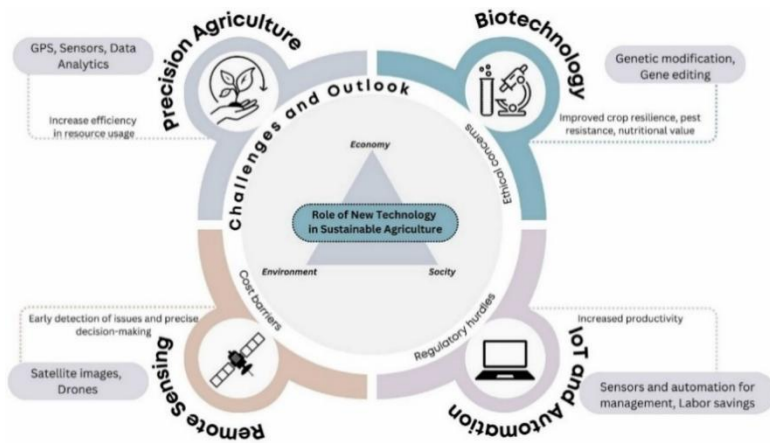 Precision Agriculture
GPS, Sensors, Data
Analytics
Increase efficiency
in resource usage
Biotechnology
Genetic modification,
Gene editing
Improved crop resilience, pest
resistance, nutritional value
Challenges and Outlook
Ethical concerns
Economy
Role of New Technology
in Sustainable Agriculture
Environment
Socity
Cost barriers
Regulatory hurdles
Early detection of issues and precise
decision-making
Satellite images,
Drones
Remote Sensing
Increased productivity
Sensors and automation for
management, Labor savings
IoT and Automation